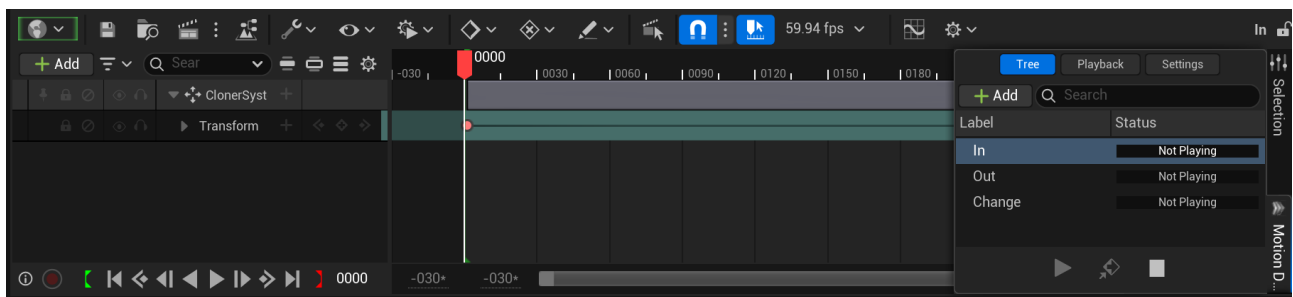 59.94 fps
In
Add
Sear
0000
-030
0030
0060
0090
0120
0150
0180
Tree
Playback
Settings
Selection
ClonerSyst
Add
Search
Transform
Label
Status
In
Not Playing
Out
Not Playing
Change
Not Playing
Motion D...
0000
-030*
-030*